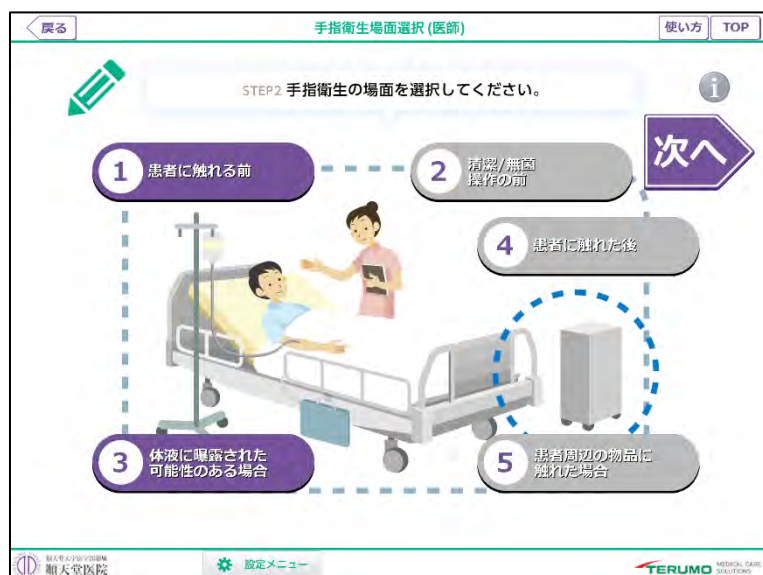 戻る
手指衛生場面選択(医師)
使い方
TOP
STEP2 手指衛生の場面を選択してください。
i
次へ
1 患者に触れる前
2 清潔/無菌
操作の前
4 患者に触れた後
3 体液に曝露された
可能性のある場合
5 患者周辺の物品に
触れた場合
順天堂医院
設定メニュー
TERUMO MEDICAL CARE
SOLUTIONS